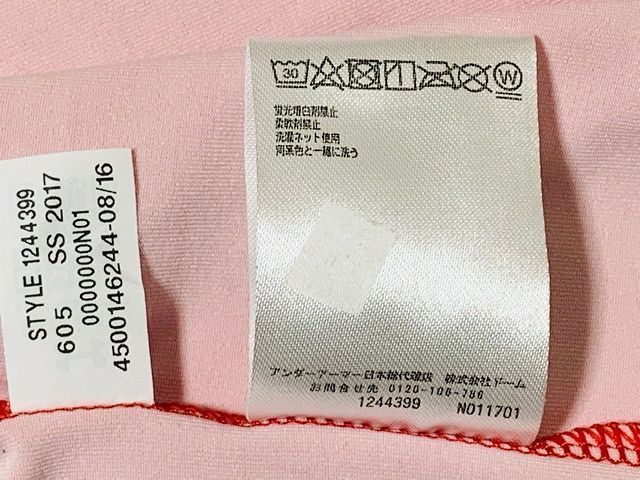 STYLE 1244399
605 SS 2017
0000000N01
4500146244-08/16
30
W
蛍光増白剤禁止
柔軟剤禁止
洗濯ネット使用
同系色と一緒に洗う
アンダーアーマー日本総代理店 株式会社ドーム
お問合せ先 0120-106-786
1244399 N011701